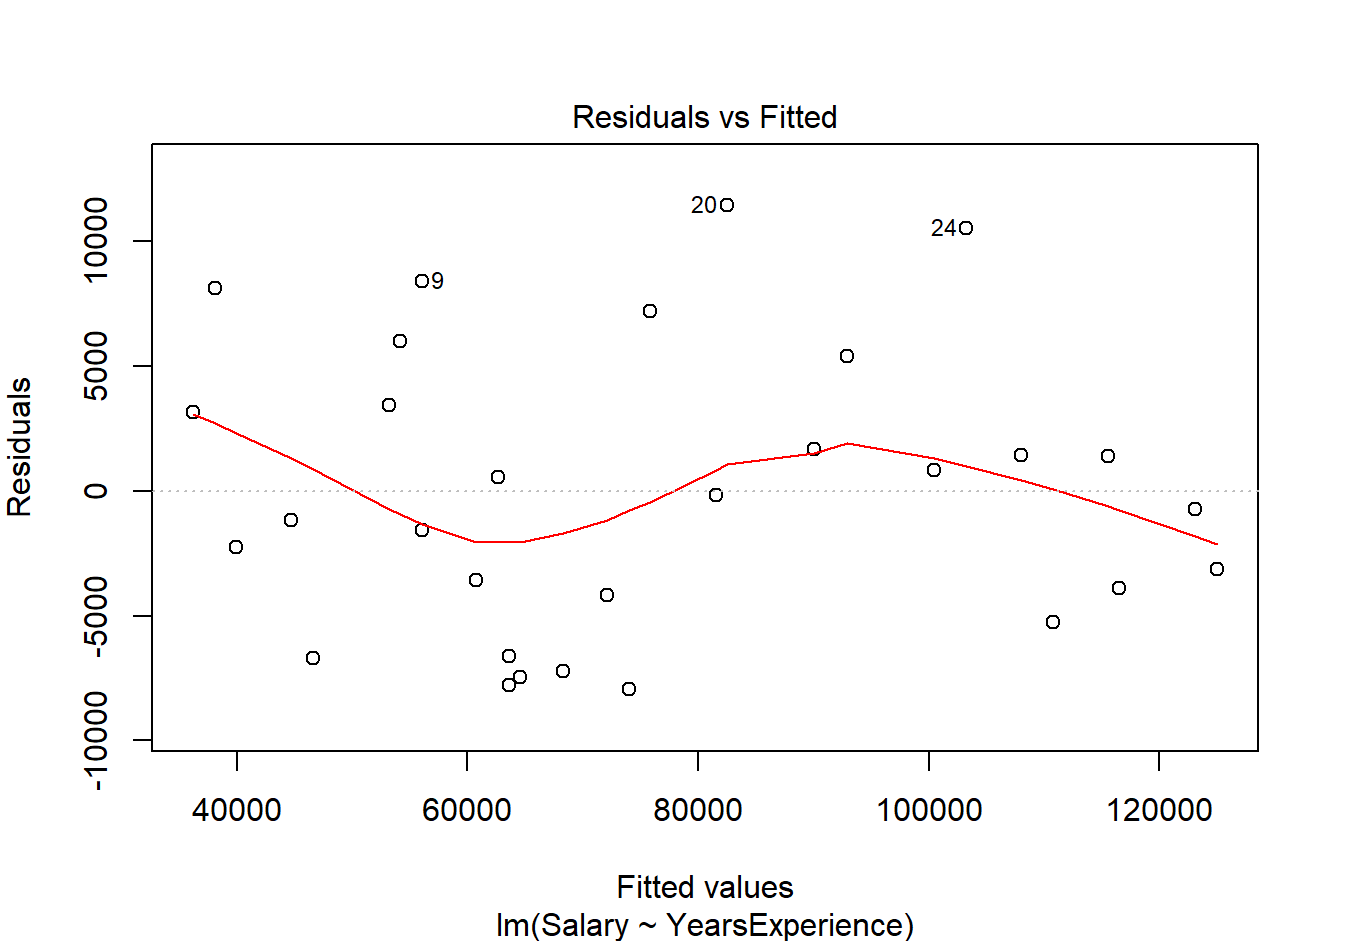 Residuals vs Fitted
Residuals
10000
5000
0
-5000
-10000
20
24
9
40000 60000 80000 100000 120000
Fitted values
lm(Salary ~ YearsExperience)